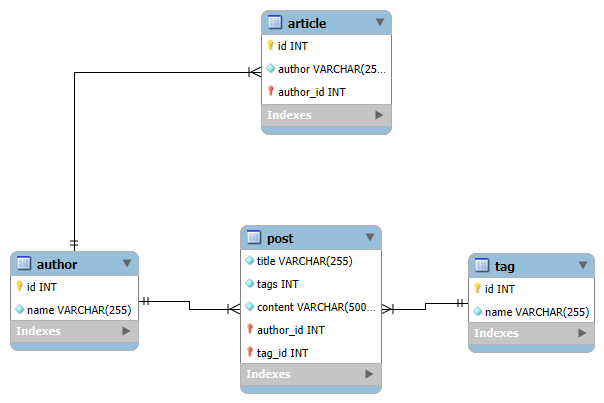 article
id INT
author VARCHAR(25...
author_id INT
Indexes
author
id INT
name VARCHAR(255)
Indexes
post
title VARCHAR(255)
tags INT
content VARCHAR(500...
author_id INT
tag_id INT
Indexes
tag
id INT
name VARCHAR(255)
Indexes